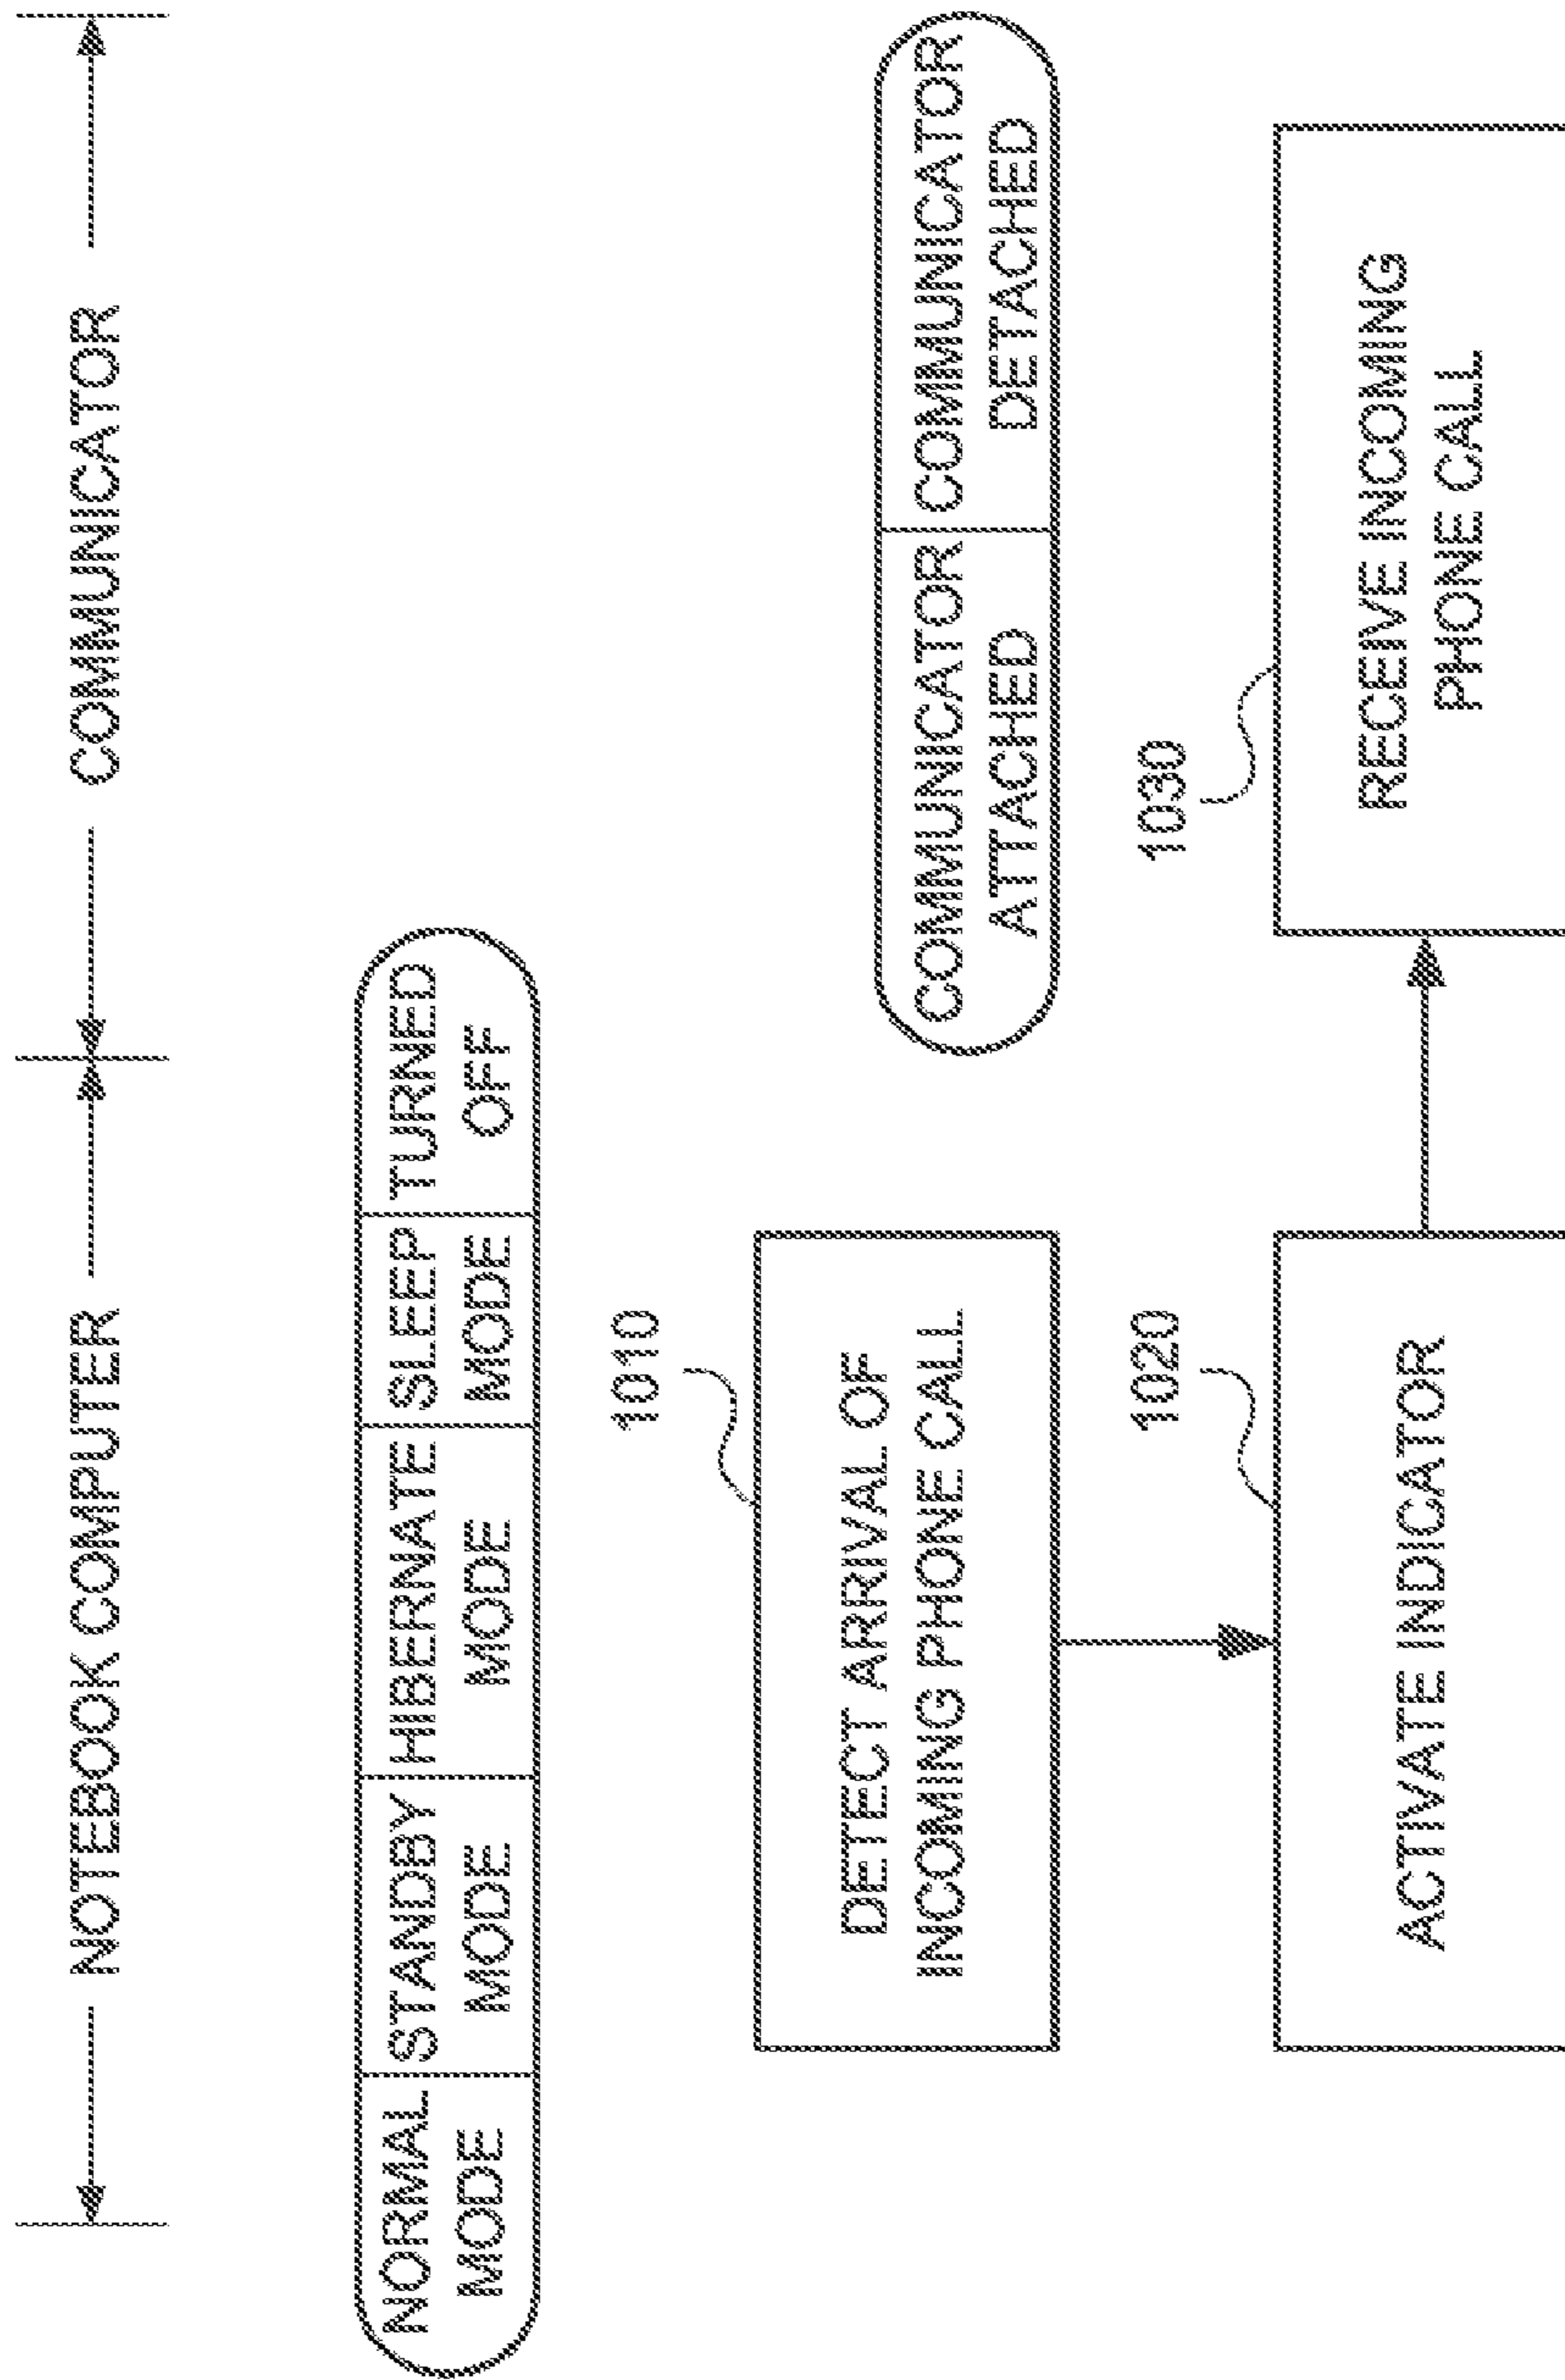 NOTEBOOK COMPUTER
COMMUNICATOR
NORMAL
MODE
STANDBY
MODE
HIBERNATE
MODE
SLEEP
MODE
TURNED
OFF
1010
DETECT ARRIVAL OF
INCOMING PHONE CALL
COMMUNICATOR
ATTACHED
COMMUNICATOR
DETACHED
1020
ACTIVATE INDICATOR
1030
RECEIVE INCOMING
PHONE CALL